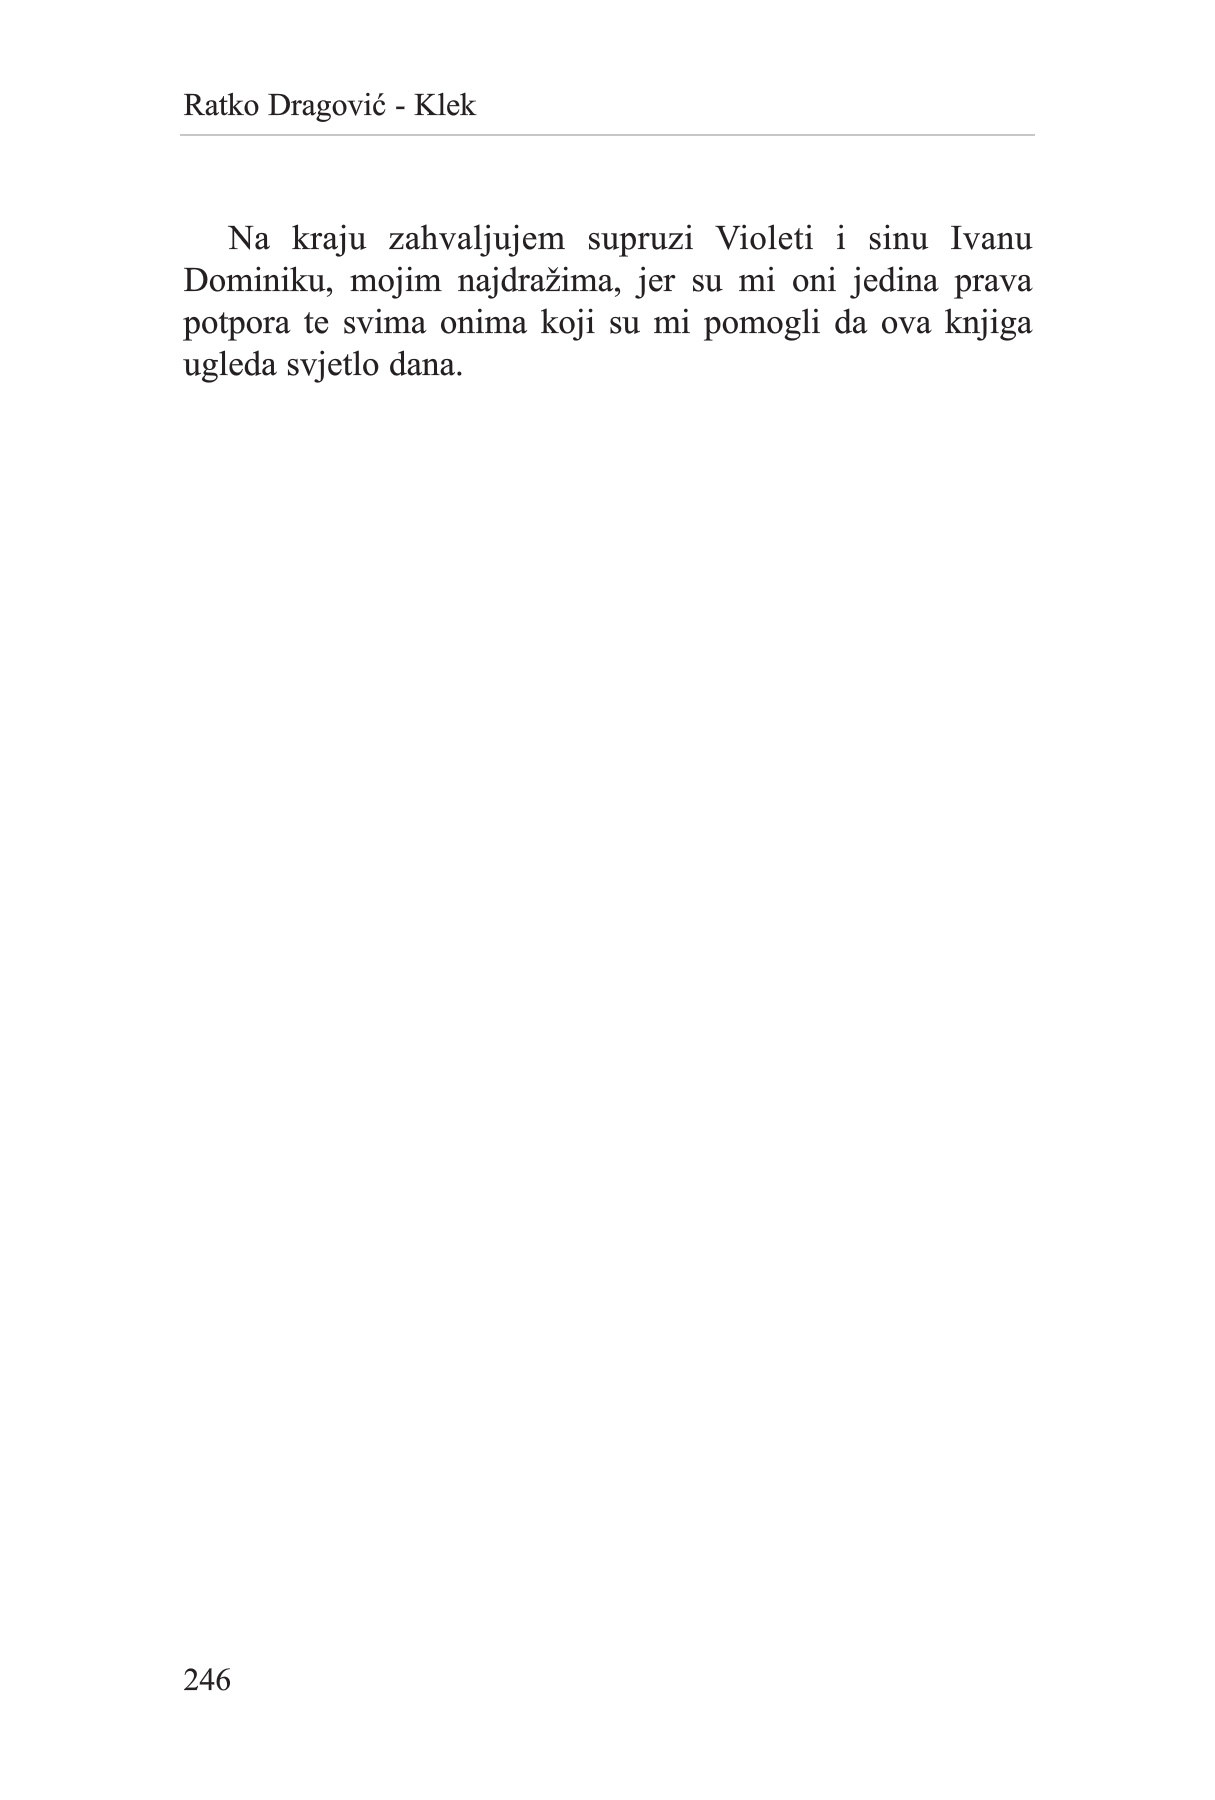 Ratko Dragović - Klek
Na kraju zahvaljujem supruzi Violeti i sinu Ivanu
Dominiku, mojim najdražima, jer su mi oni jedina prava
potpora te svima onima koji su mi pomogli da ova knjiga
ugleda svjetlo dana.
246